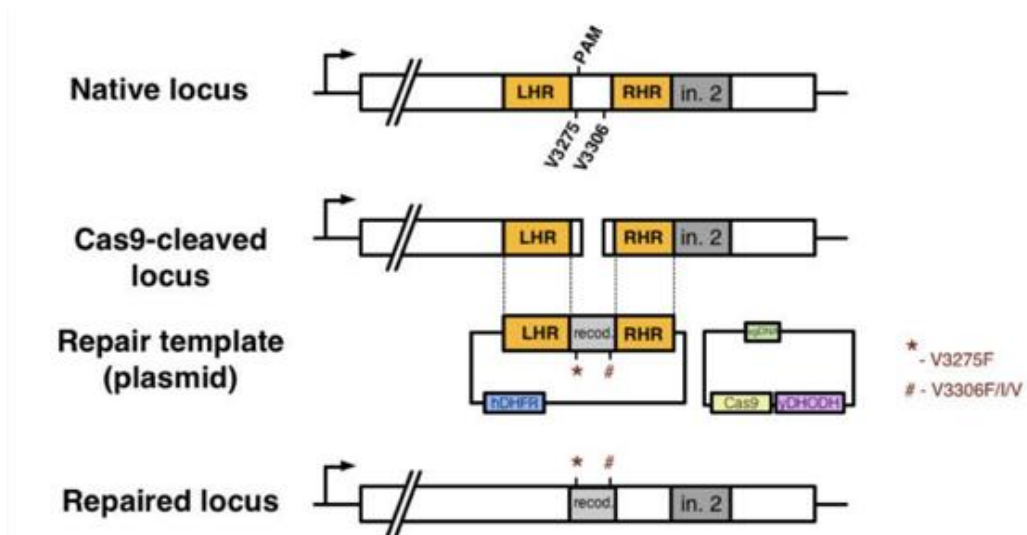 PAM
Native locus
LHR
RHR
in. 2
V3275
V3306
Cas9-cleaved
locus
LHR
RHR
in. 2
Repair template
(plasmid)
LHR
recod.
RHR
*
#
hDHFR
Cas9
yDHODH
*
- V3275F
# - V3306F/I/V
*
#
Repaired locus
recod.
in. 2